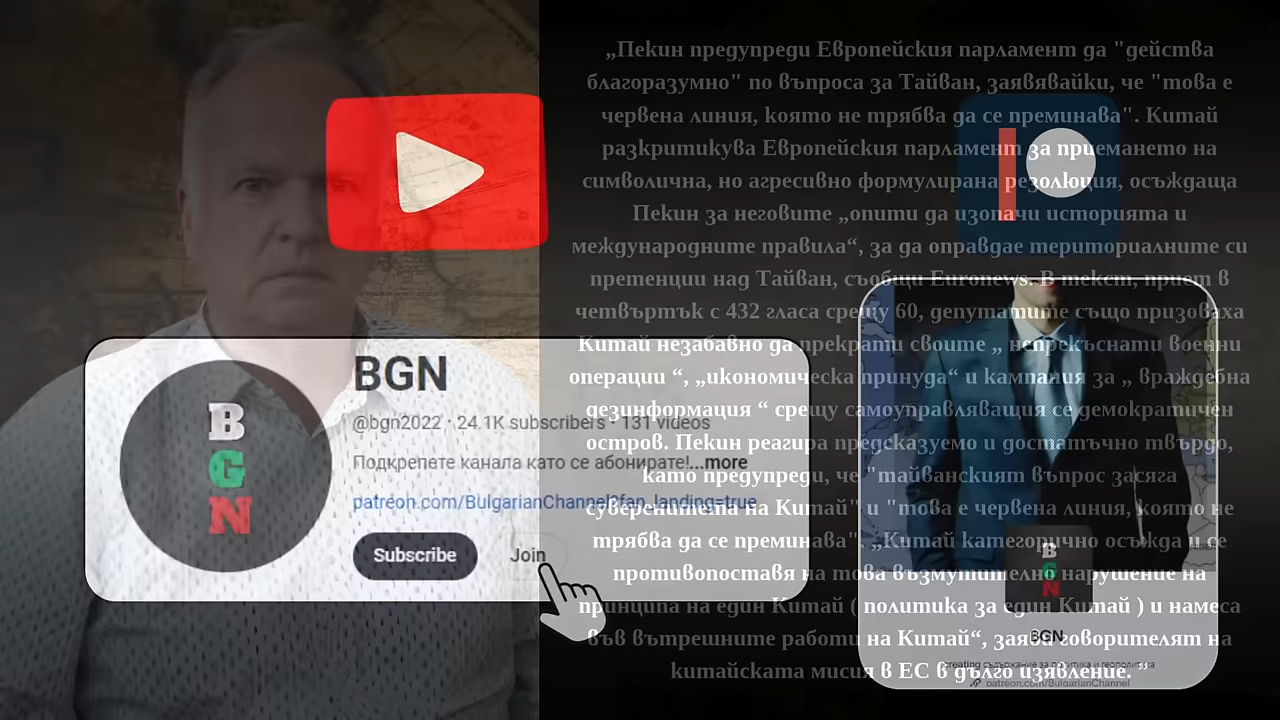 „Пекин предупреди Европейския парламент да "действа
благоразумно" по въпроса за Тайван, заявявайки, че "това е
червена линия, която не трябва да се преминава". Китай
разкритикува Европейския парламент за приемането на
символична, но агресивно формулирана резолюция, осъждаща
Пекин за неговите „опити да изопачи историята и
международните правила“, за да оправдае териториалните си
претенции над Тайван, съобщи Euronews. В текст, приет в
четвъртък с 432 гласа срещу 60, депутатите също призоваха
Китай незабавно да прекрати своите „ непрекъснати военни
операции “, „икономическа принуда“ и кампания за „ враждебна
дезинформация “ срещу самоуправляващия се демократичен
остров. Пекин реагира предсказуемо и достатъчно твърдо,
като предупреди, че "тайванският въпрос засяга
суверенитета на Китай" и "това е червена линия, която не
трябва да се преминава". „Китай категорично осъжда и се
противопоставя на това възмутително нарушение на
принципа на един Китай ( политика за един Китай ) и намеса
във вътрешните работи на Китай“, заяви говорителят на
китайската мисия в ЕС в дълго изявление. “
B
G
N
BGN
@bgn2022 · 24.1K subscribers · 131 videos
Подкрепете канала като се абонирате!...more
patreon.com/BulgarianChannel?fan_landing=true
Subscribe
Join
B
G
N
BGN
creating съдържание за политика и геополитика
patreon.com/BulgarianChannel